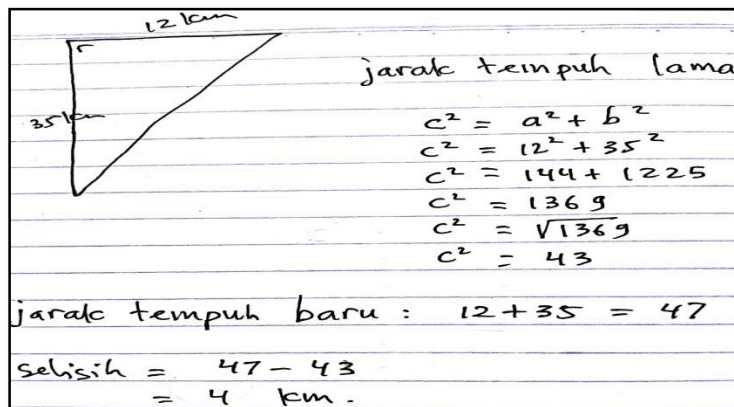 12 km
35 km
jarak tempuh lama
c² = a² + b²
c² = 12² + 35²
c² = 144 + 1225
c² = 1369
c² = √1369
c² = 43
jarak tempuh baru : 12 + 35 = 47
selisih = 47 - 43
= 4 km.